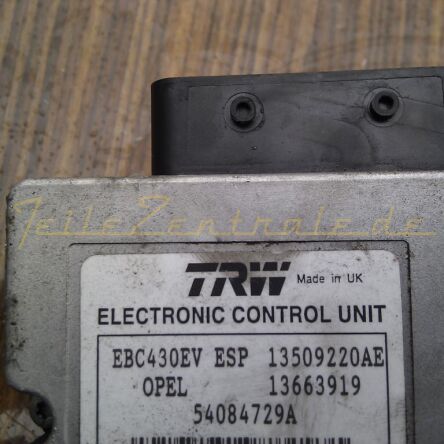 TeileZentrale.de
TRW Made in UK
ELECTRONIC CONTROL UNIT
EBC430EV ESP 13509220AE
OPEL 13663919
54084729A